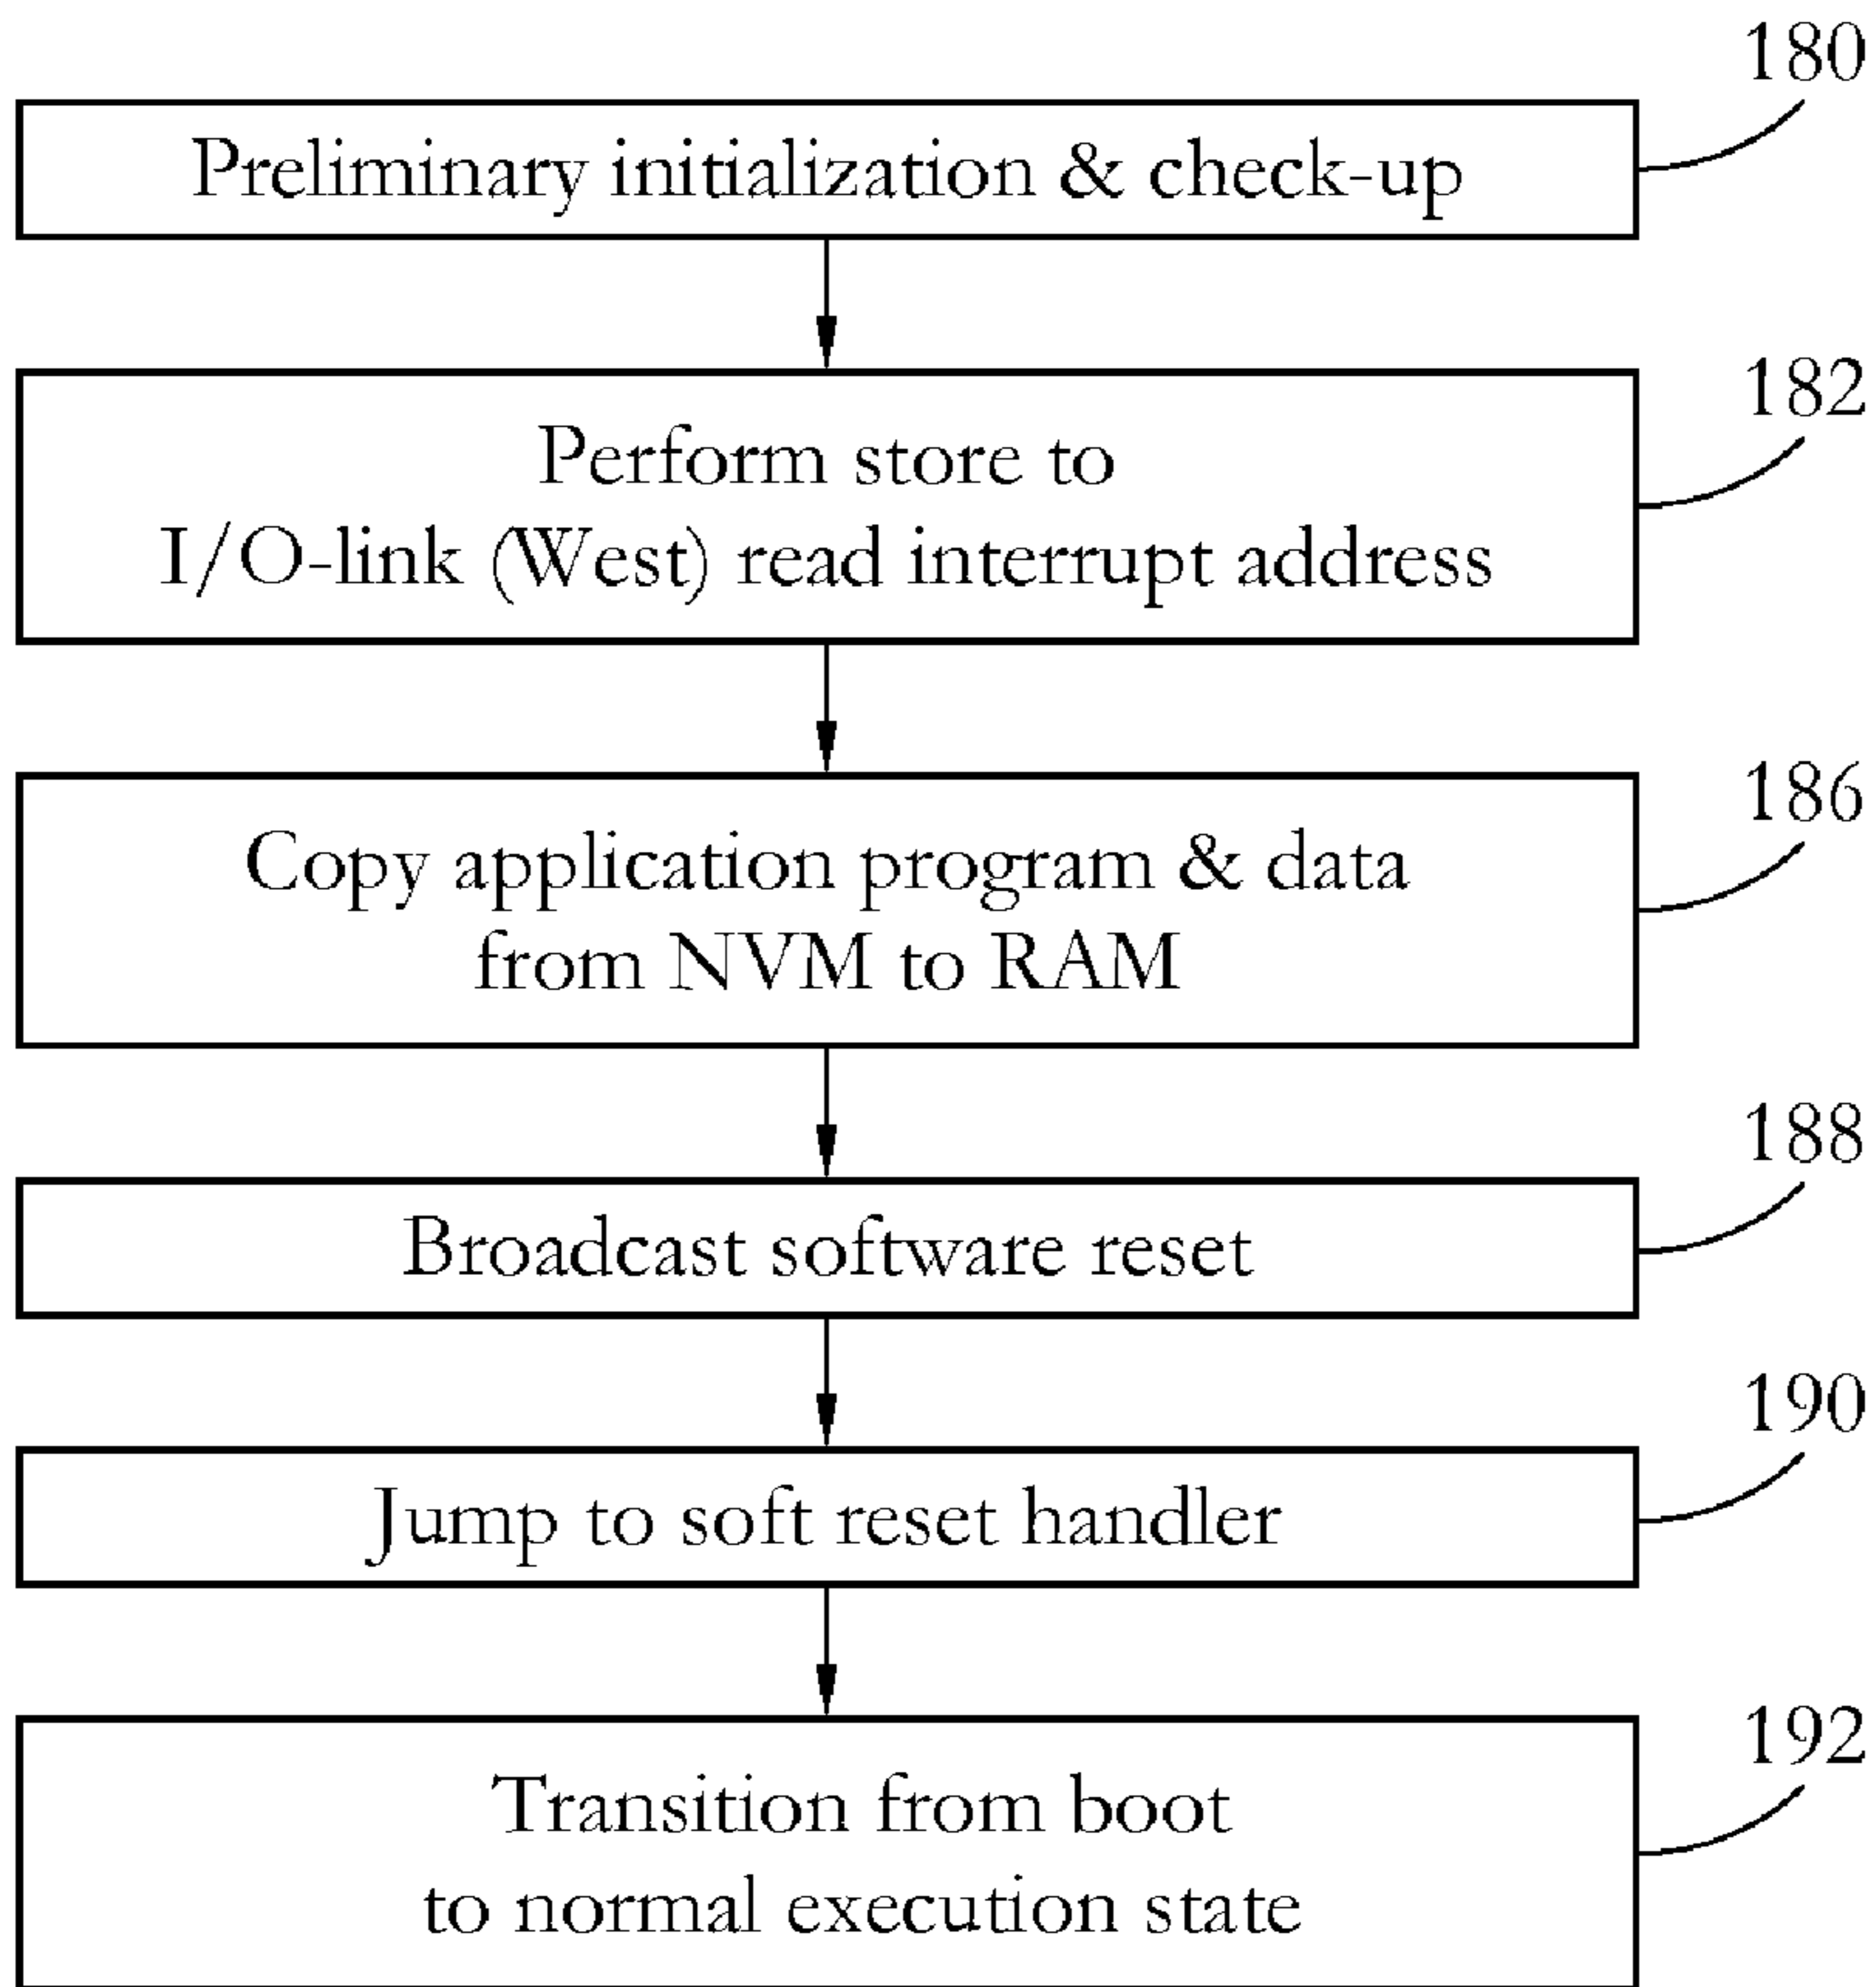 180
Preliminary initialization & check-up
182
Perform store to
I/O-link (West) read interrupt address
186
Copy application program & data
from NVM to RAM
188
Broadcast software reset
190
Jump to soft reset handler
192
Transition from boot
to normal execution state